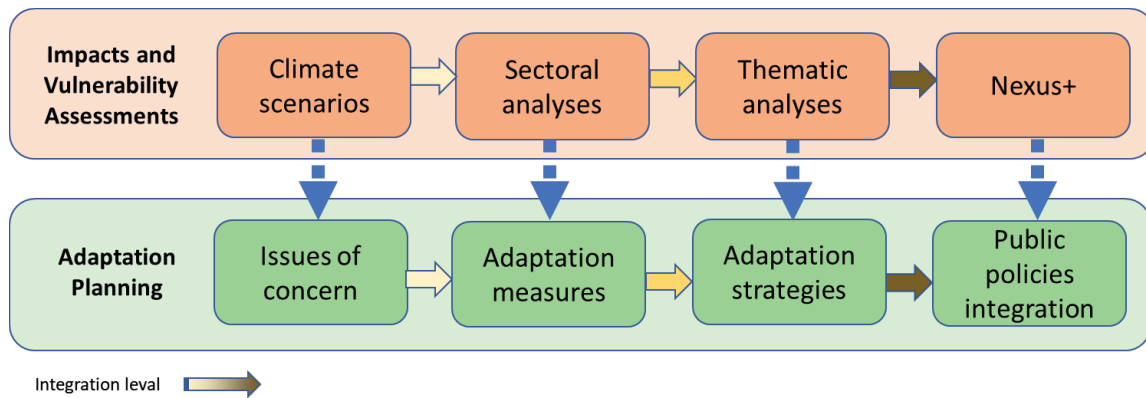 Impacts and
Vulnerability
Assessments
Climate
scenarios
Sectoral
analyses
Thematic
analyses
Nexus+
Adaptation
Planning
Issues of
concern
Adaptation
measures
Adaptation
strategies
Public
policies
integration
Integration leval